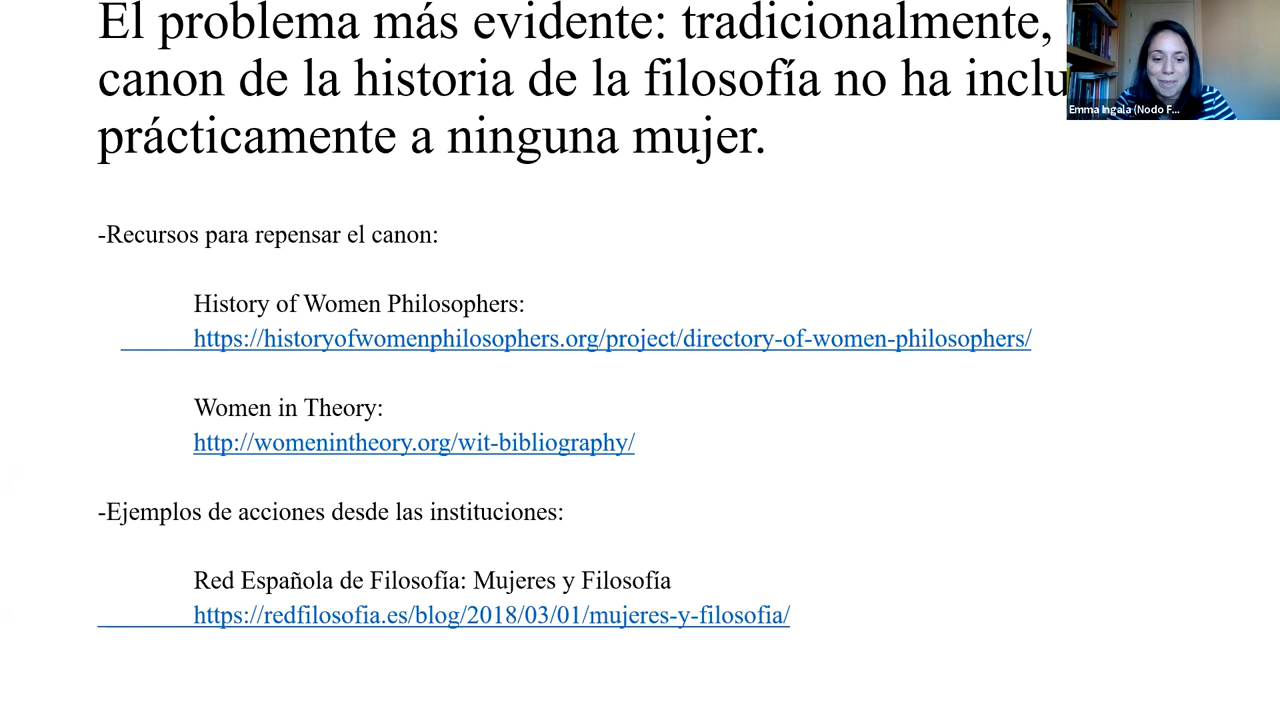 El problema más evidente: tradicionalmente,
canon de la historia de la filosofía no ha inclu
prácticamente a ninguna mujer.
Emma Ingala (Nodo F...
-Recursos para repensar el canon:
History of Women Philosophers:
https://historyofwomenphilosophers.org/project/directory-of-women-philosophers/
Women in Theory:
http://womenintheory.org/wit-bibliography/
-Ejemplos de acciones desde las instituciones:
Red Española de Filosofía: Mujeres y Filosofía
https://redfilosofia.es/blog/2018/03/01/mujeres-y-filosofia/